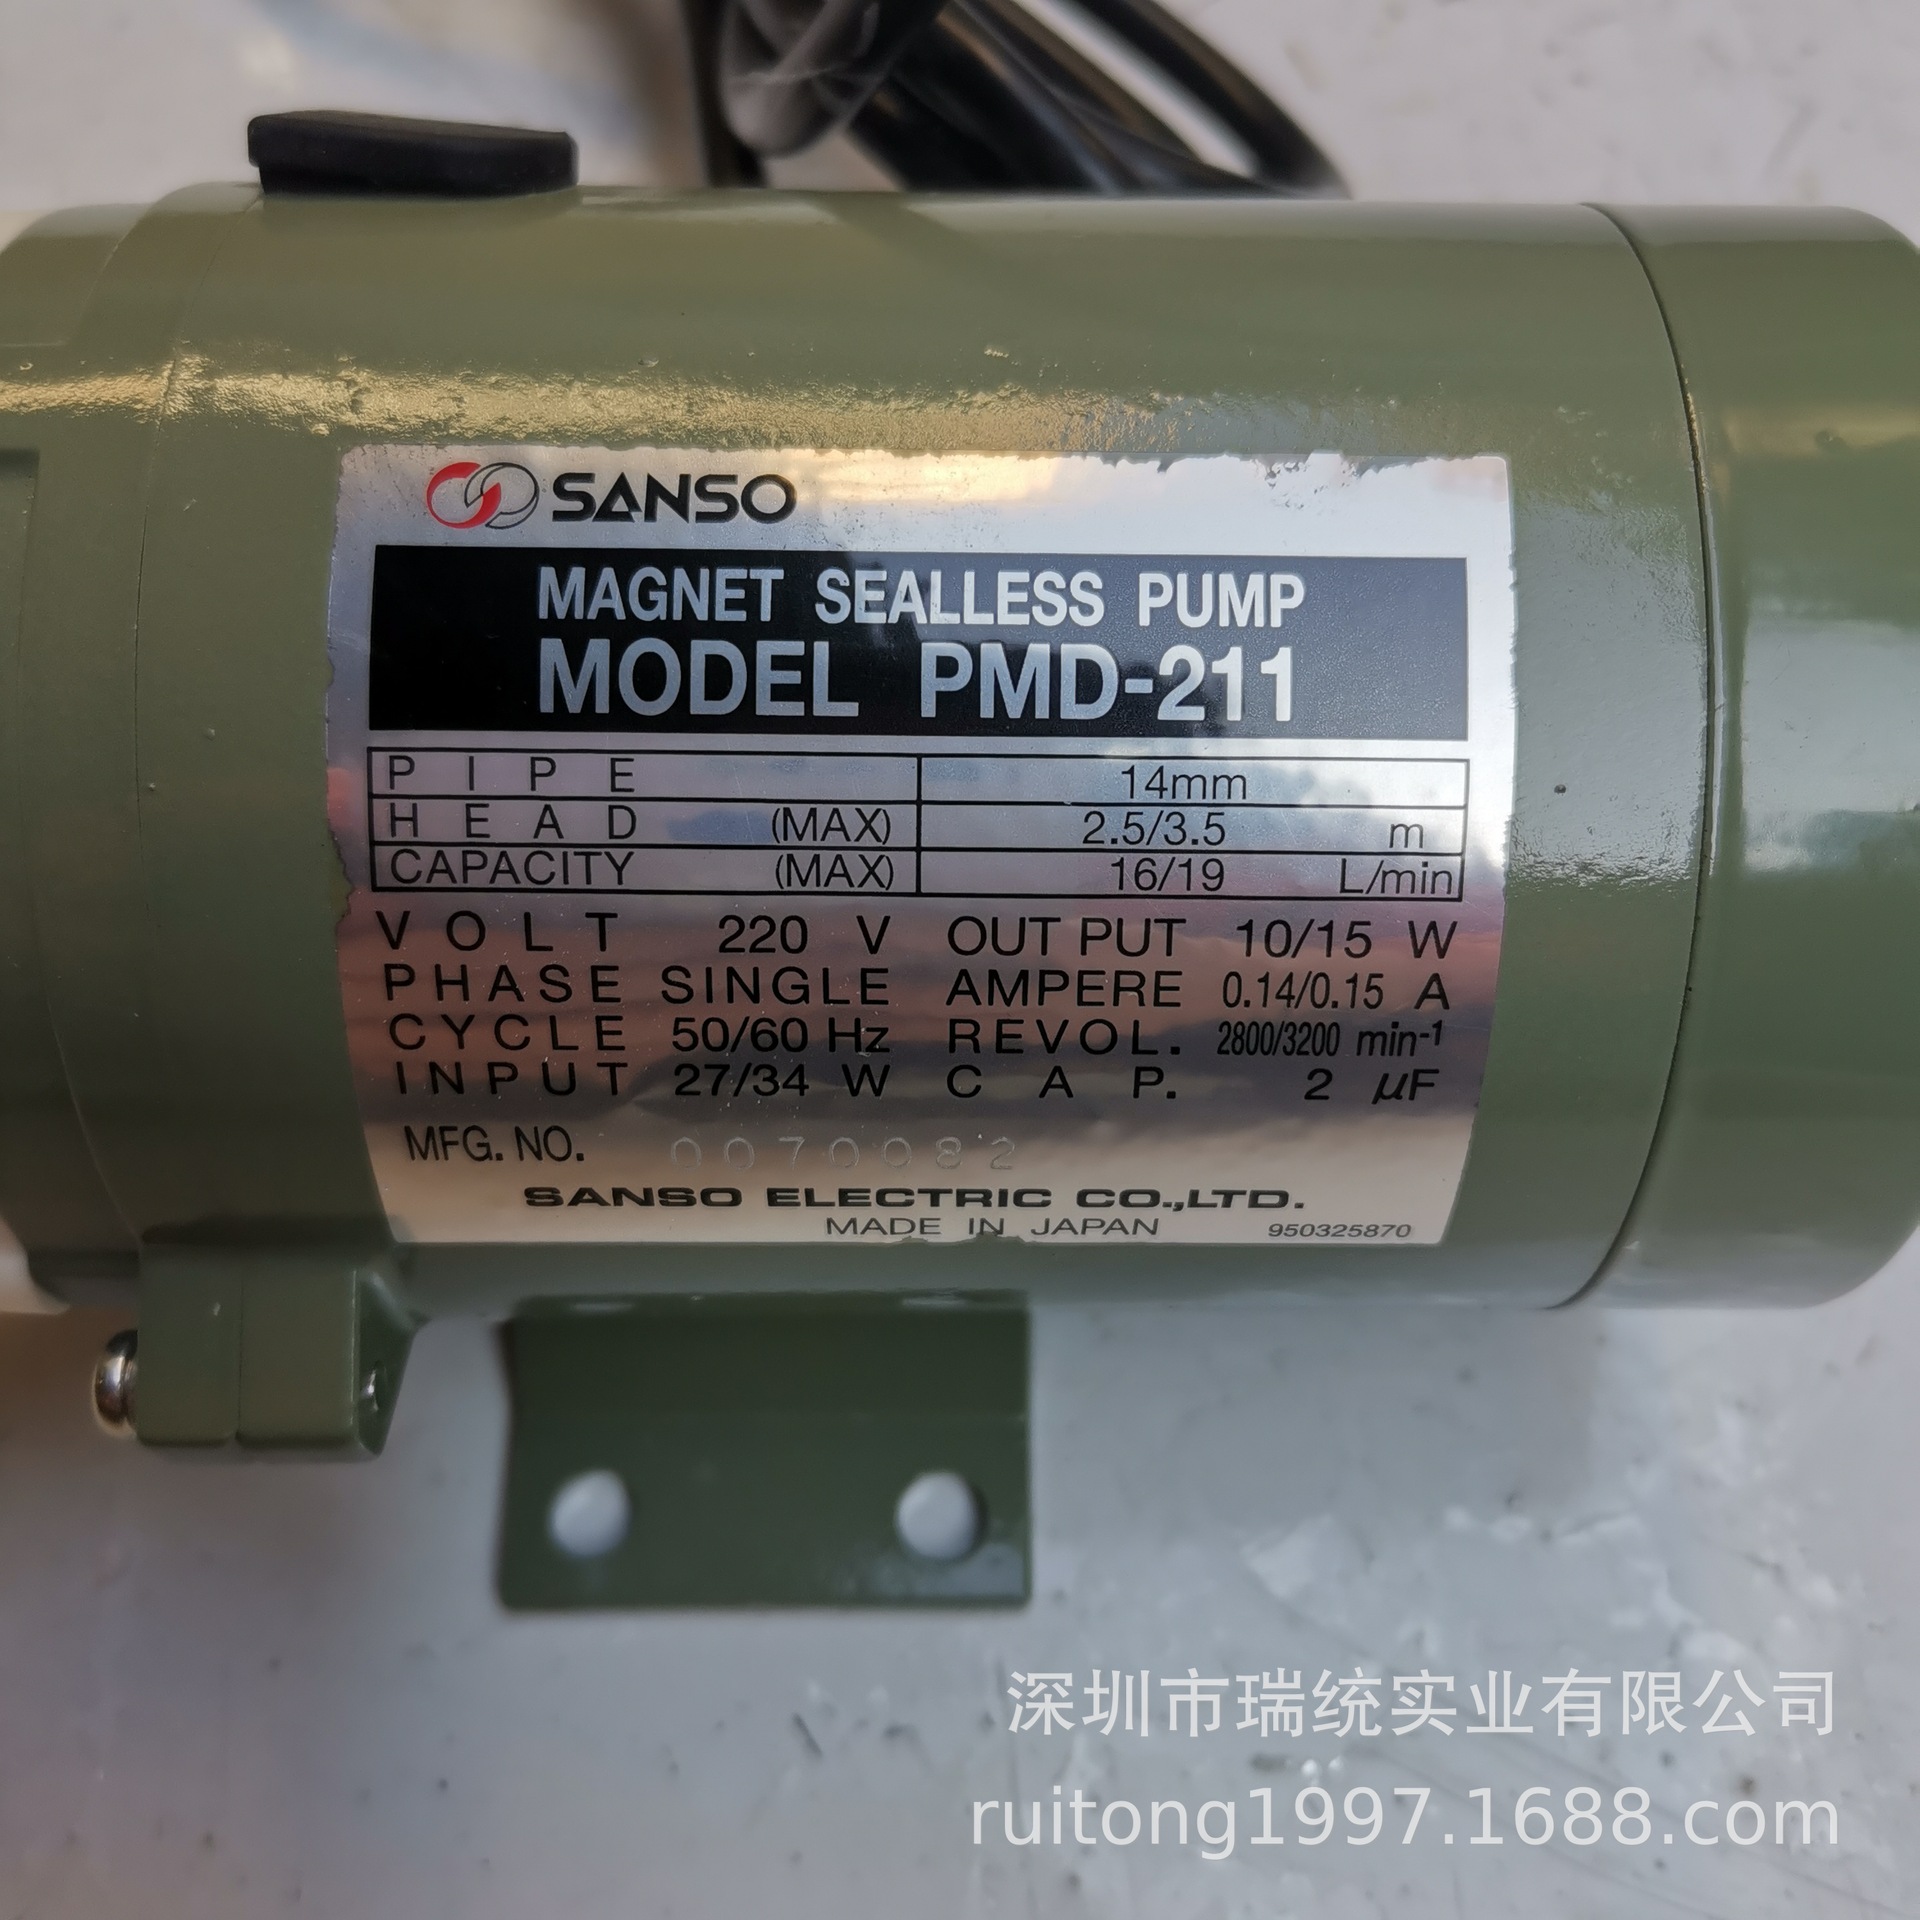 SANSO
MAGNET SEALLESS PUMP
MODEL PMD-211
PIPE 14mm
HEAD (MAX) 2.5/3.5 m
CAPACITY (MAX) 16/19 L/min
VOLT 220 V OUTPUT 10/15 W
PHASE SINGLE AMPERE 0.14/0.15 A
CYCLE 50/60 Hz REVOL. 2800/3200 min-1
INPUT 27/34 W CAP. 2 µF
MFG. NO. 0070082
SANSO ELECTRIC CO.,LTD.
MADE IN JAPAN 950325870
深圳市瑞统实业有限公司
ruitong1997.1688.com